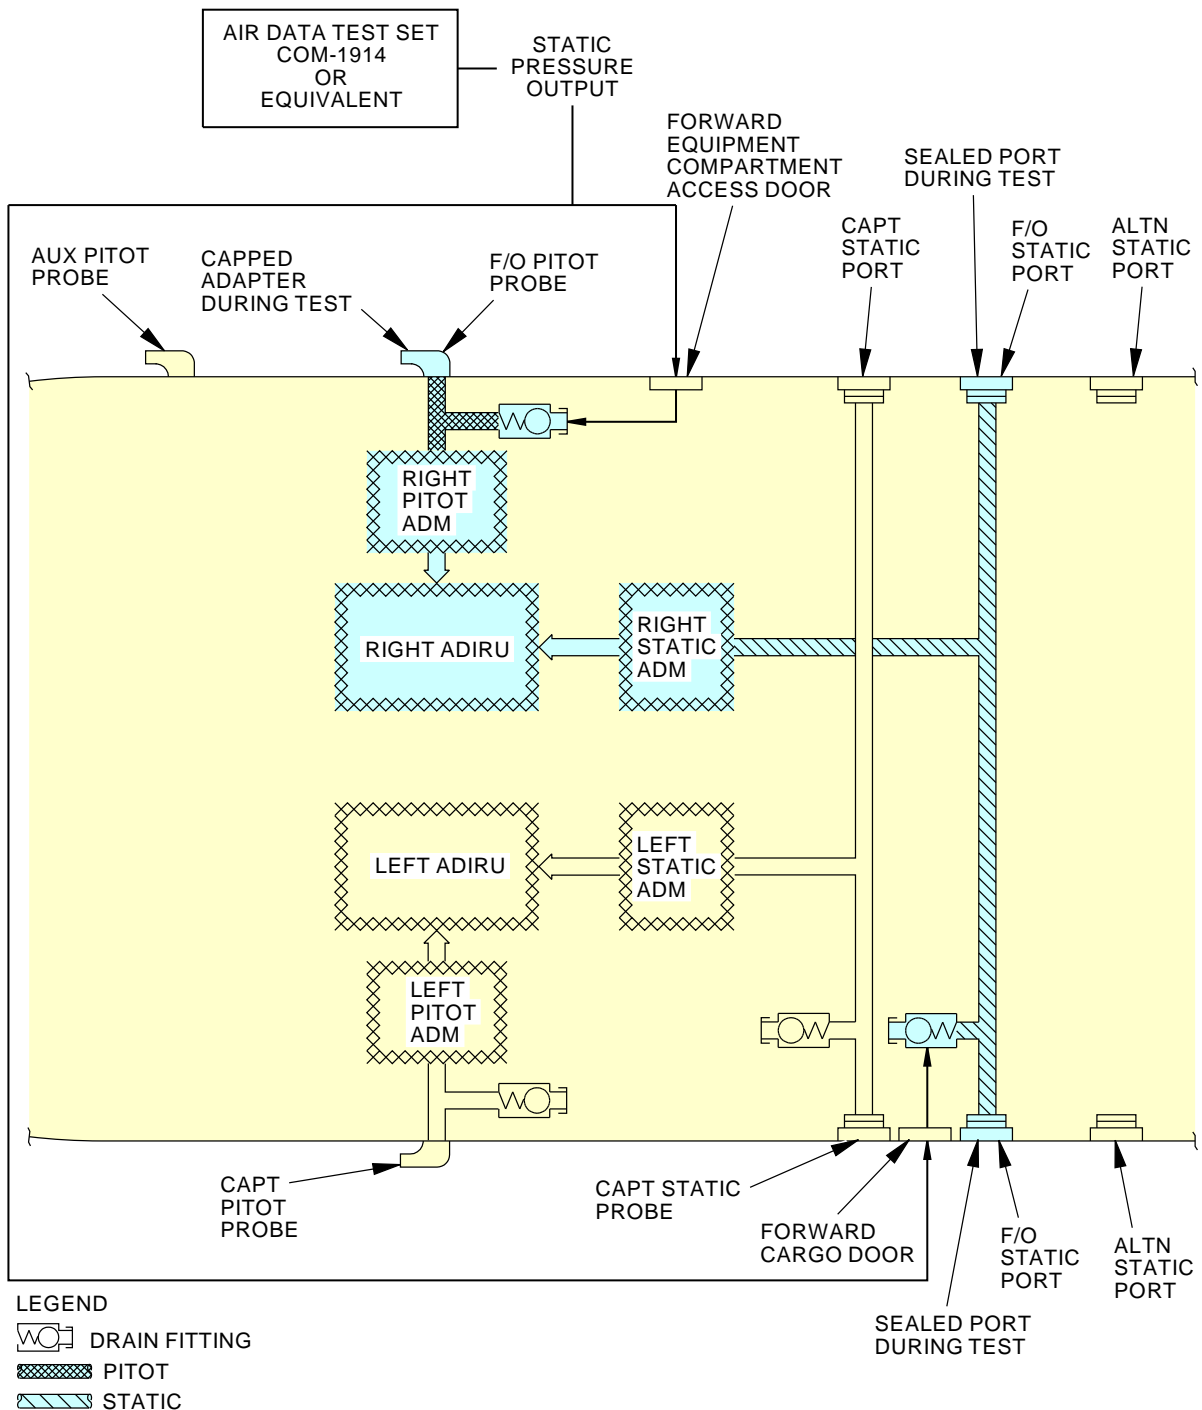 AIR DATA TEST SET
COM-1914
OR
EQUIVALENT
STATIC
PRESSURE
OUTPUT
FORWARD
EQUIPMENT
COMPARTMENT
ACCESS DOOR
SEALED PORT
DURING TEST
AUX PITOT
PROBE
CAPPED
ADAPTER
DURING TEST
F/O PITOT
PROBE
CAPT
STATIC
PORT
F/O
STATIC
PORT
ALTN
STATIC
PORT
RIGHT
PITOT
ADM
RIGHT ADIRU
RIGHT
STATIC
ADM
LEFT ADIRU
LEFT
STATIC
ADM
LEFT
PITOT
ADM
CAPT
PITOT
PROBE
CAPT STATIC
PROBE
FORWARD
CARGO DOOR
F/O
STATIC
PORT
ALTN
STATIC
PORT
SEALED PORT
DURING TEST
LEGEND
DRAIN FITTING
PITOT
STATIC